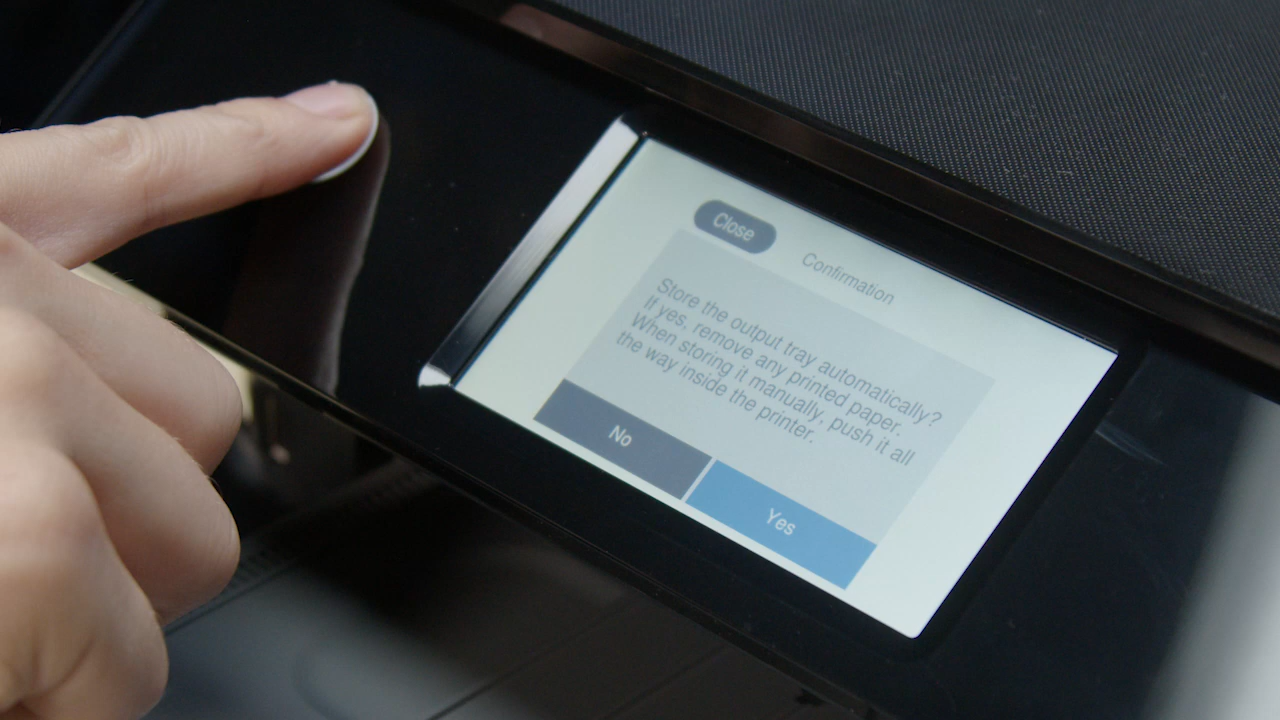 Close
Confirmation
Store the output tray automatically?
If yes, remove any printed paper.
When storing it manually, push it all
the way inside the printer.
No
Yes